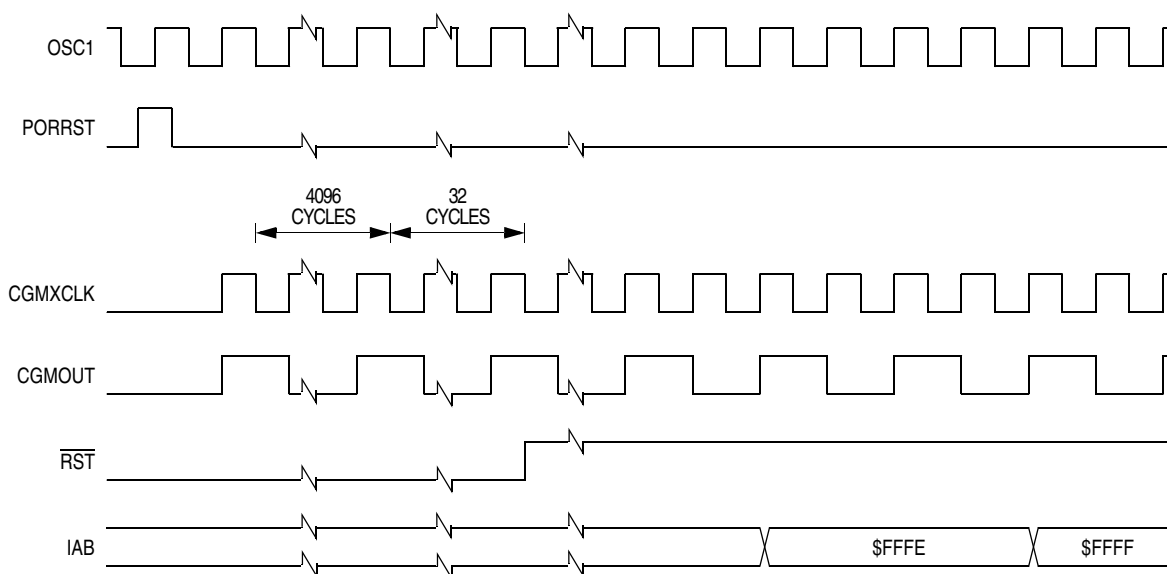 OSC1
PORRST
4096
CYCLES
32
CYCLES
CGMXCLK
CGMOUT
RST
IAB
$FFFE
$FFFF